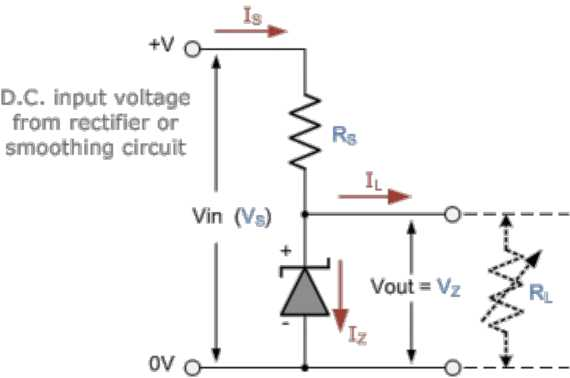 IS
+V
D.C. input voltage
from rectifier or
smoothing circuit
RS
IL
Vin (VS)
+
Vout = VZ
RL
-
IZ
0V